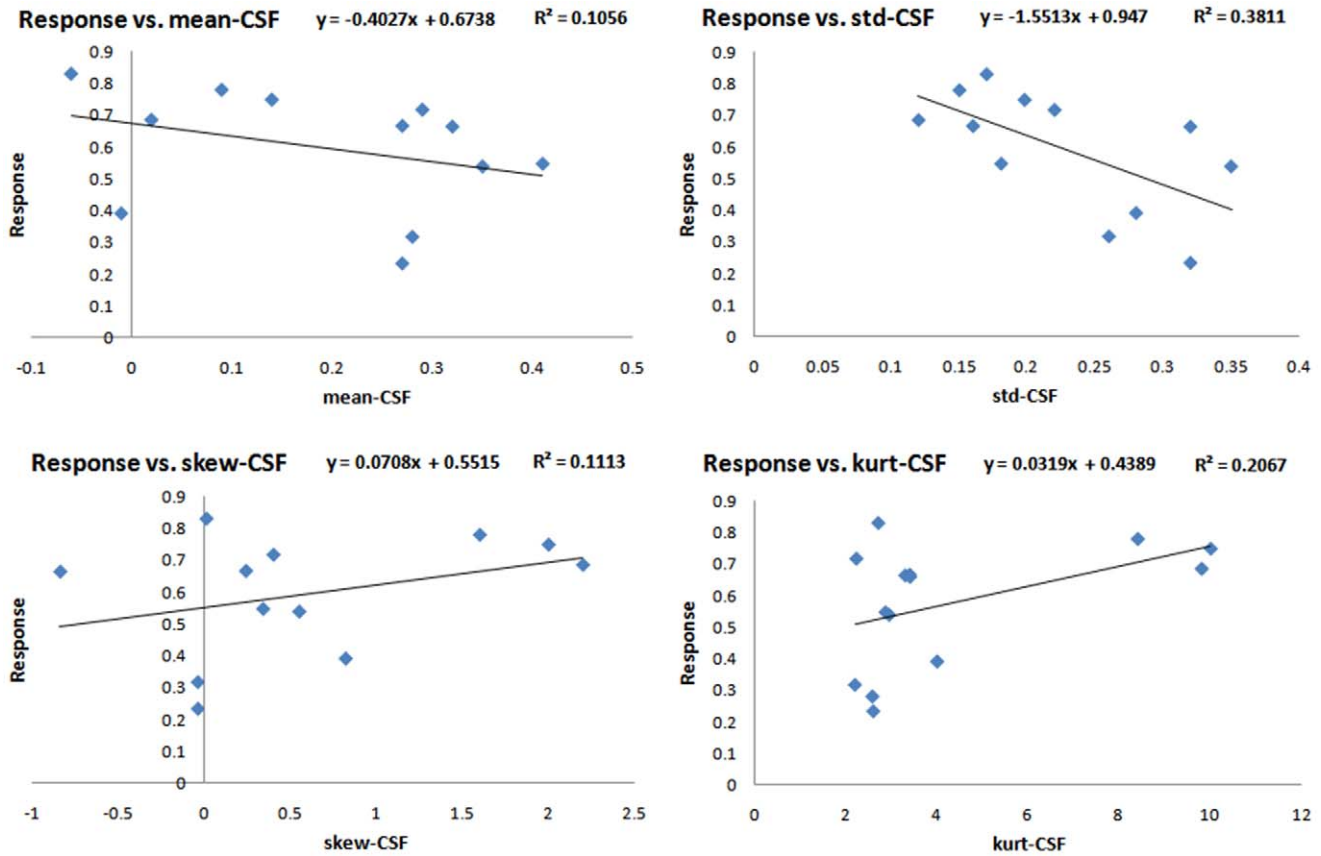 Response vs. mean-CSF y = -0.4027x + 0.6738 R² = 0.1056
0.9
0.8
0.7
0.6
0.5
0.4
0.3
0.2
0.1
0
Response
-0.1 0 0.1 0.2 0.3 0.4 0.5
mean-CSF
Response vs. std-CSF y = -1.5513x + 0.947 R² = 0.3811
0.9
0.8
0.7
0.6
0.5
0.4
0.3
0.2
0.1
0
Response
0 0.05 0.1 0.15 0.2 0.25 0.3 0.35 0.4
std-CSF
Response vs. skew-CSF y = 0.0708x + 0.5515 R² = 0.1113
0.9
0.8
0.7
0.6
0.5
0.4
0.3
0.2
0.1
0
Response
-1 -0.5 0 0.5 1 1.5 2 2.5
skew-CSF
Response vs. kurt-CSF y = 0.0319x + 0.4389 R² = 0.2067
0.9
0.8
0.7
0.6
0.5
0.4
0.3
0.2
0.1
0
Response
0 2 4 6 8 10 12
kurt-CSF